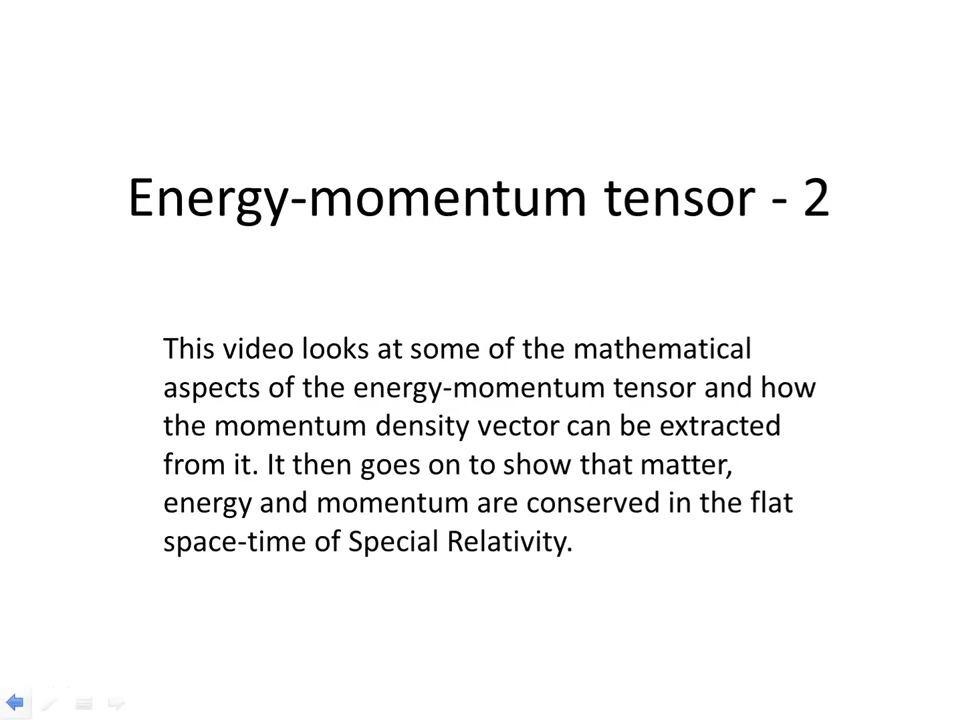 Energy-momentum tensor - 2
This video looks at some of the mathematical
aspects of the energy-momentum tensor and how
the momentum density vector can be extracted
from it. It then goes on to show that matter,
energy and momentum are conserved in the flat
space-time of Special Relativity.